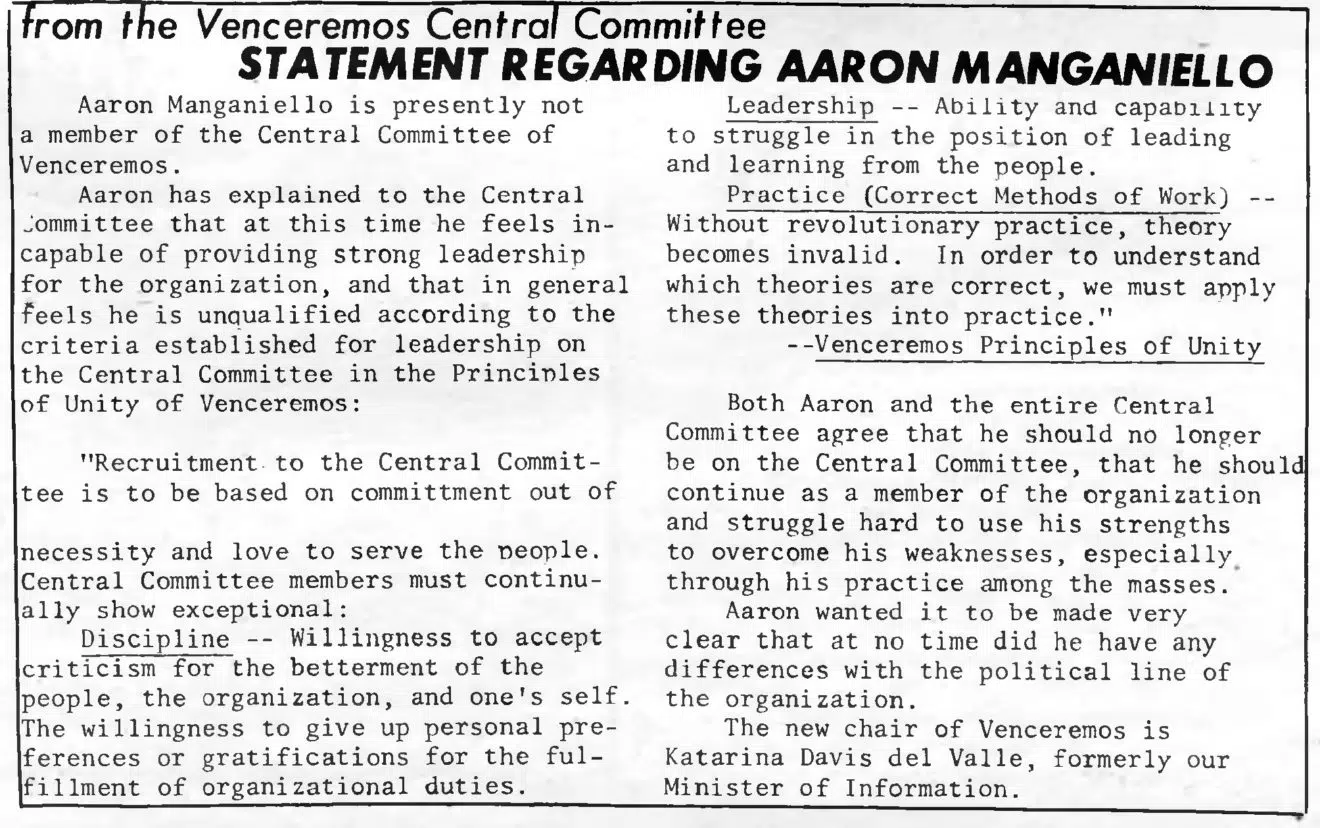 from the Venceremos Central Committee
STATEMENT REGARDING AARON MANGANIELLO
Aaron Manganiello is presently not
a member of the Central Committee of
Venceremos.
Aaron has explained to the Central
Committee that at this time he feels in-
capable of providing strong leadership
for the organization, and that in general
feels he is unqualified according to the
criteria established for leadership on
the Central Committee in the Principles
of Unity of Venceremos:
"Recruitment to the Central Commit-
tee is to be based on committment out of
necessity and love to serve the people.
Central Committee members must continu-
ally show exceptional:
Discipline -- Willingness to accept
criticism for the betterment of the
people, the organization, and one's self.
The willingness to give up personal pre-
ferences or gratifications for the ful-
fillment of organizational duties.
Leadership -- Ability and capability
to struggle in the position of leading
and learning from the people.
Practice (Correct Methods of Work) --
Without revolutionary practice, theory
becomes invalid. In order to understand
which theories are correct, we must apply
these theories into practice."
--Venceremos Principles of Unity
Both Aaron and the entire Central
Committee agree that he should no longer
be on the Central Committee, that he should
continue as a member of the organization
and struggle hard to use his strengths
to overcome his weaknesses, especially
through his practice among the masses.
Aaron wanted it to be made very
clear that at no time did he have any
differences with the political line of
the organization.
The new chair of Venceremos is
Katarina Davis del Valle, formerly our
Minister of Information.